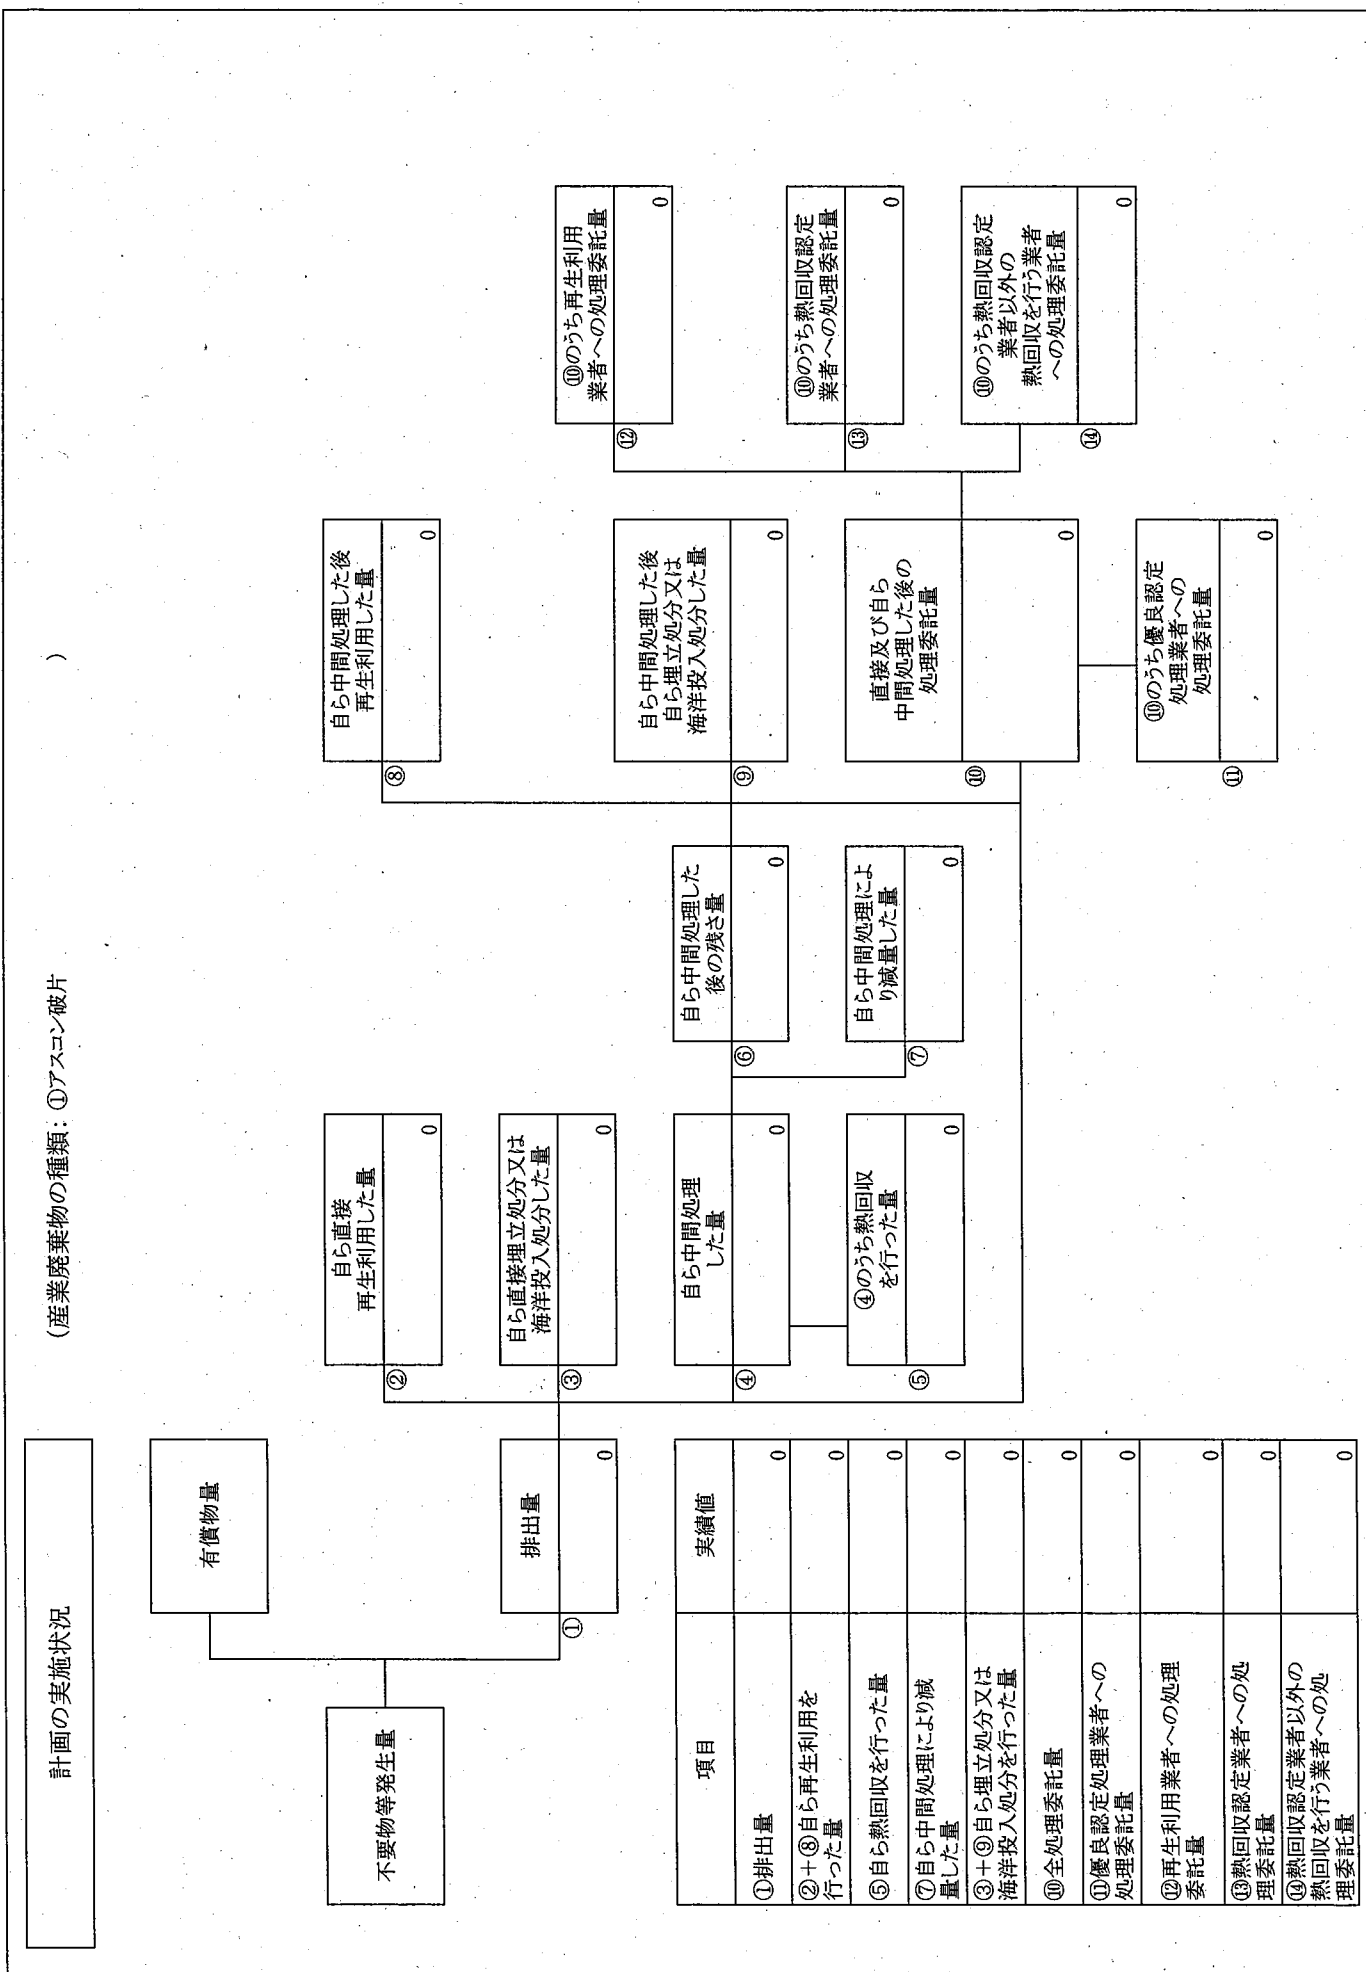 計画の実施状況
(産業廃棄物の種類：①アスコン破片
)
不要物等発生量
有償物量
①
排出量
0
②
自ら直接
再生利用した量
0
③
自ら直接埋立処分又は
海洋投入処分した量
0
④
自ら中間処理
した量
0
⑤
④のうち熱回収
を行った量
0
⑥
自ら中間処理した
後の残さ量
0
⑦
自ら中間処理によ
り減量した量
0
⑧
自ら中間処理した後
再生利用した量
0
⑨
自ら中間処理した後
自ら埋立処分又は
海洋投入処分した量
0
⑩
直接及び自ら
中間処理した後の
処理委託量
0
⑪
⑩のうち優良認定
処理業者への
処理委託量
0
⑫
⑩のうち再生利用
業者への処理委託量
0
⑬
⑩のうち熱回収認定
業者への処理委託量
0
⑭
⑩のうち熱回収認定
業者以外の
熱回収を行う業者
への処理委託量
0
項目 実績値
①排出量 0
②＋⑧自ら再生利用を
行った量 0
⑤自ら熱回収を行った量 0
⑦自ら中間処理により減
量した量 0
③＋⑨自ら埋立処分又は
海洋投入処分を行った量 0
⑩全処理委託量 0
⑪優良認定処理業者への
処理委託量 0
⑫再生利用業者への処理
委託量 0
⑬熱回収認定業者への処
理委託量 0
⑭熱回収認定業者以外の
熱回収を行う業者への処
理委託量 0